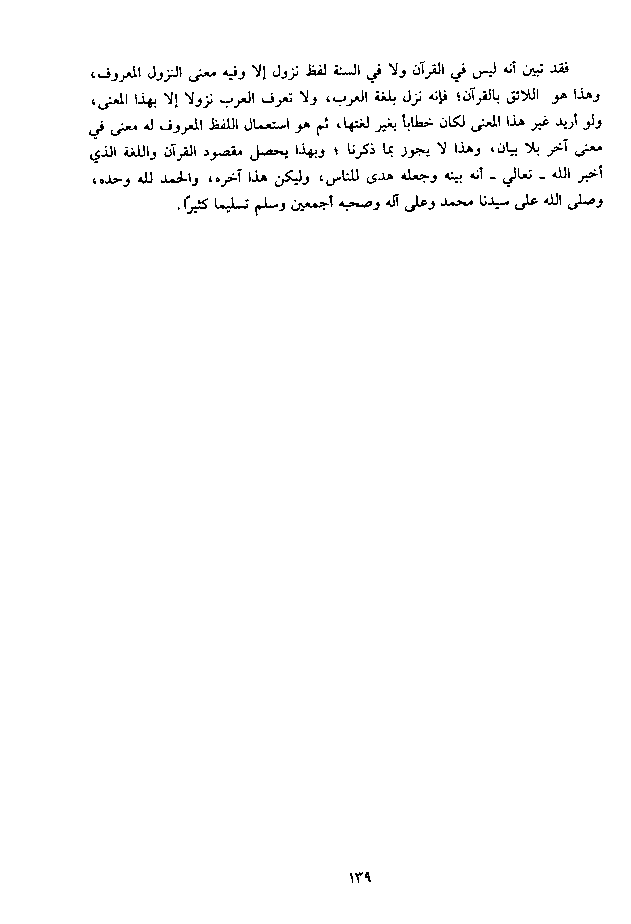 فقد تبين أنه ليس في القرآن ولا في السنة لفظ نزول إلا وفيه معنى النزول المعروف،
وهذا هو اللائق بالقرآن؛ فإنه نزل بلغة العرب، ولا تعرف العرب نزولا إلا بهذا المعنى،
ولو أريد غير هذا المعنى لكان خطاباً بغير لغتها، ثم هو استعمال اللفظ المعروف له معنى في
معنى آخر بلا بيان، وهذا لا يجوز بما ذكرنا ؛ وبهذا يحصل مقصود القرآن واللغة الذي
أخبر الله ـ تعالي ـ أنه بينه وجعله هدى للناس، وليكن هذا آخره، والحمد لله وحده،
وصلى الله على سيدنا محمد وعلى آله وصحبه أجمعين وسلم تسليما كثيرًا.
١٣٩